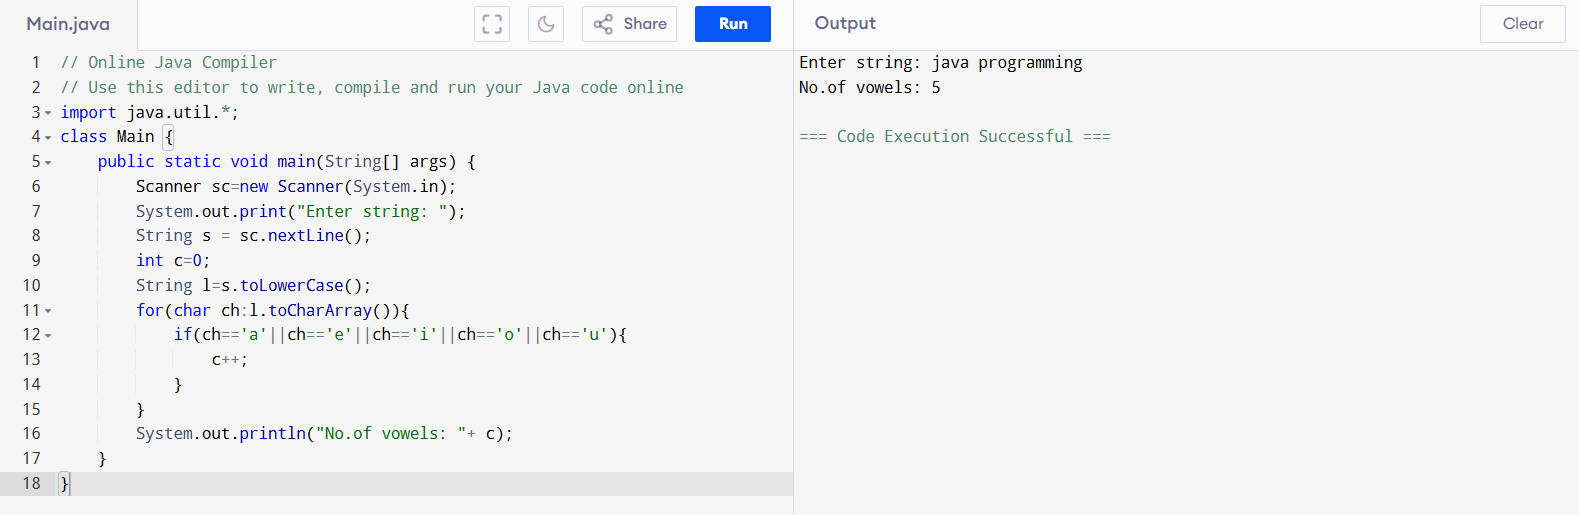 Main.java
Share
Run
Output
Clear
1 // Online Java Compiler
2 // Use this editor to write, compile and run your Java code online
3 import java.util.*;
4 class Main {
5     public static void main(String[] args) {
6         Scanner sc=new Scanner(System.in);
7         System.out.print("Enter string: ");
8         String s = sc.nextLine();
9         int c=0;
10         String l=s.toLowerCase();
11         for(char ch:l.toCharArray()){
12             if(ch=='a'||ch=='e'||ch=='i'||ch=='o'||ch=='u'){
13                 c++;
14             }
15         }
16         System.out.println("No.of vowels: "+ c);
17     }
18 }
Enter string: java programming
No.of vowels: 5
=== Code Execution Successful ===